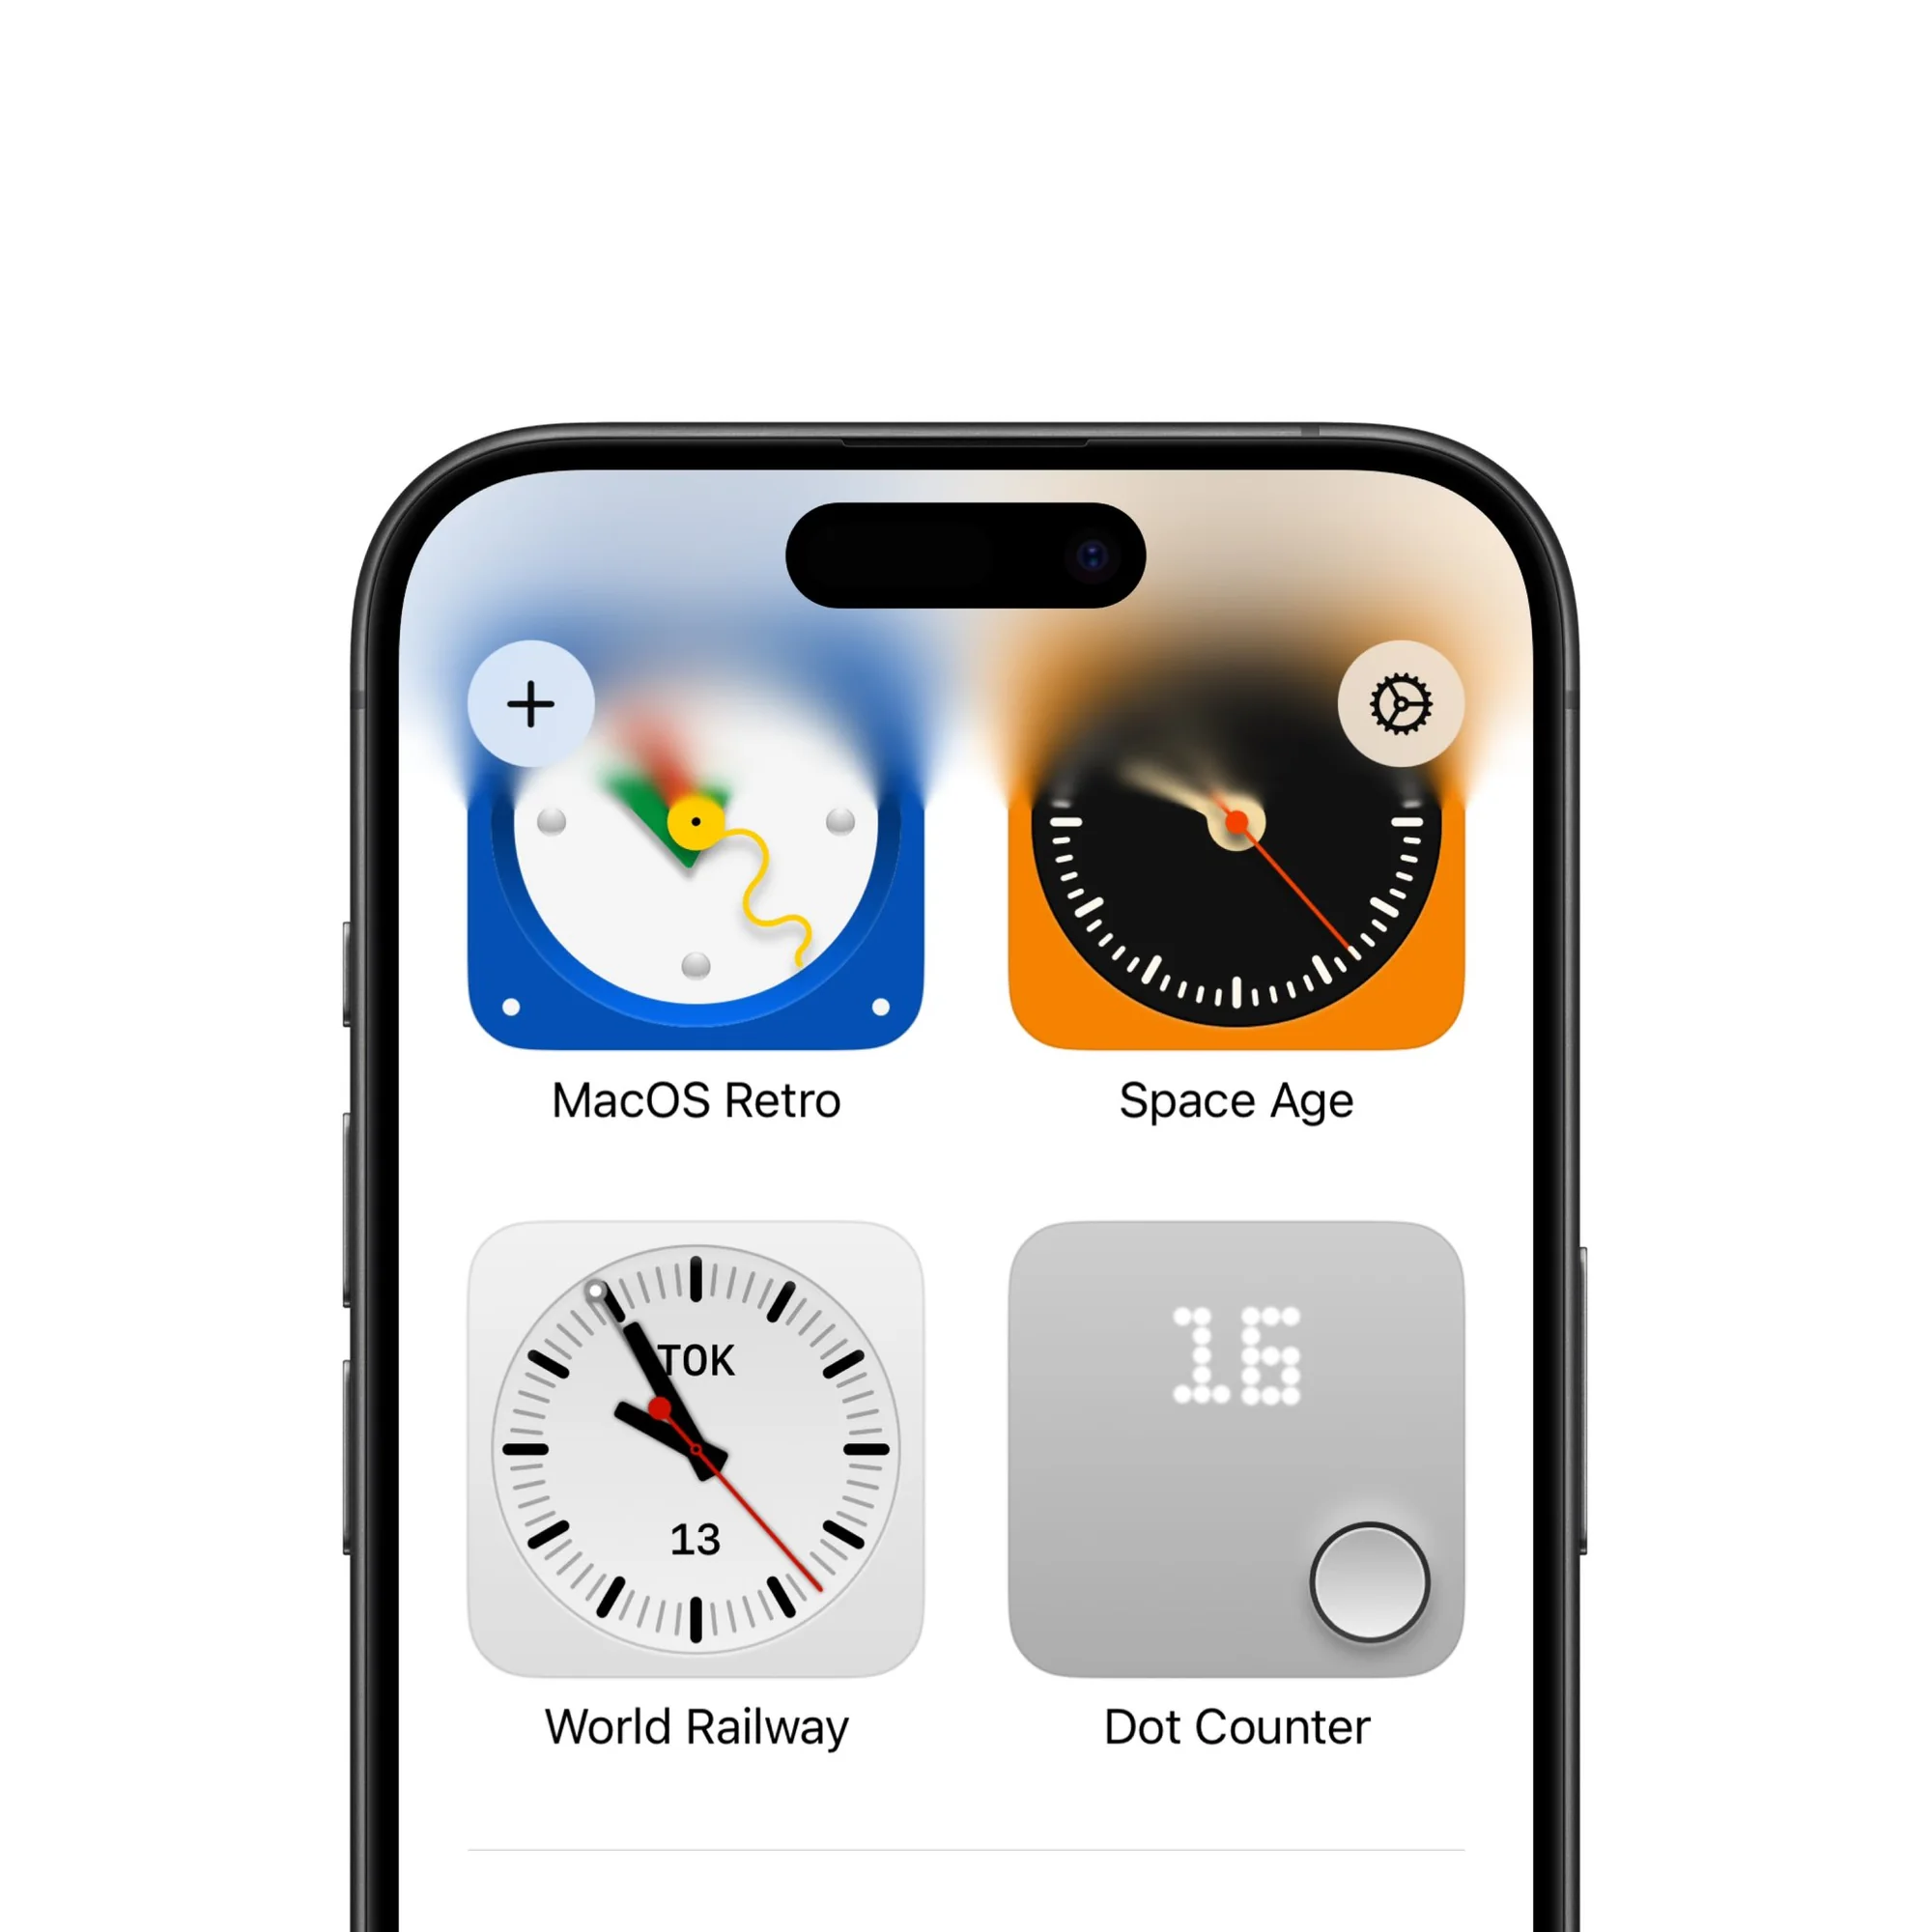 MacOS Retro
Space Age
TOK
13
16
World Railway
Dot Counter